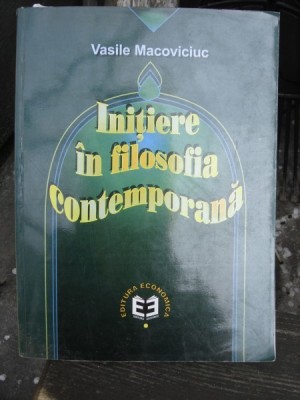 Vasile Macoviciuc
Inițiere
în filosofia
contemporană
EDITURA ECONOMICĂ